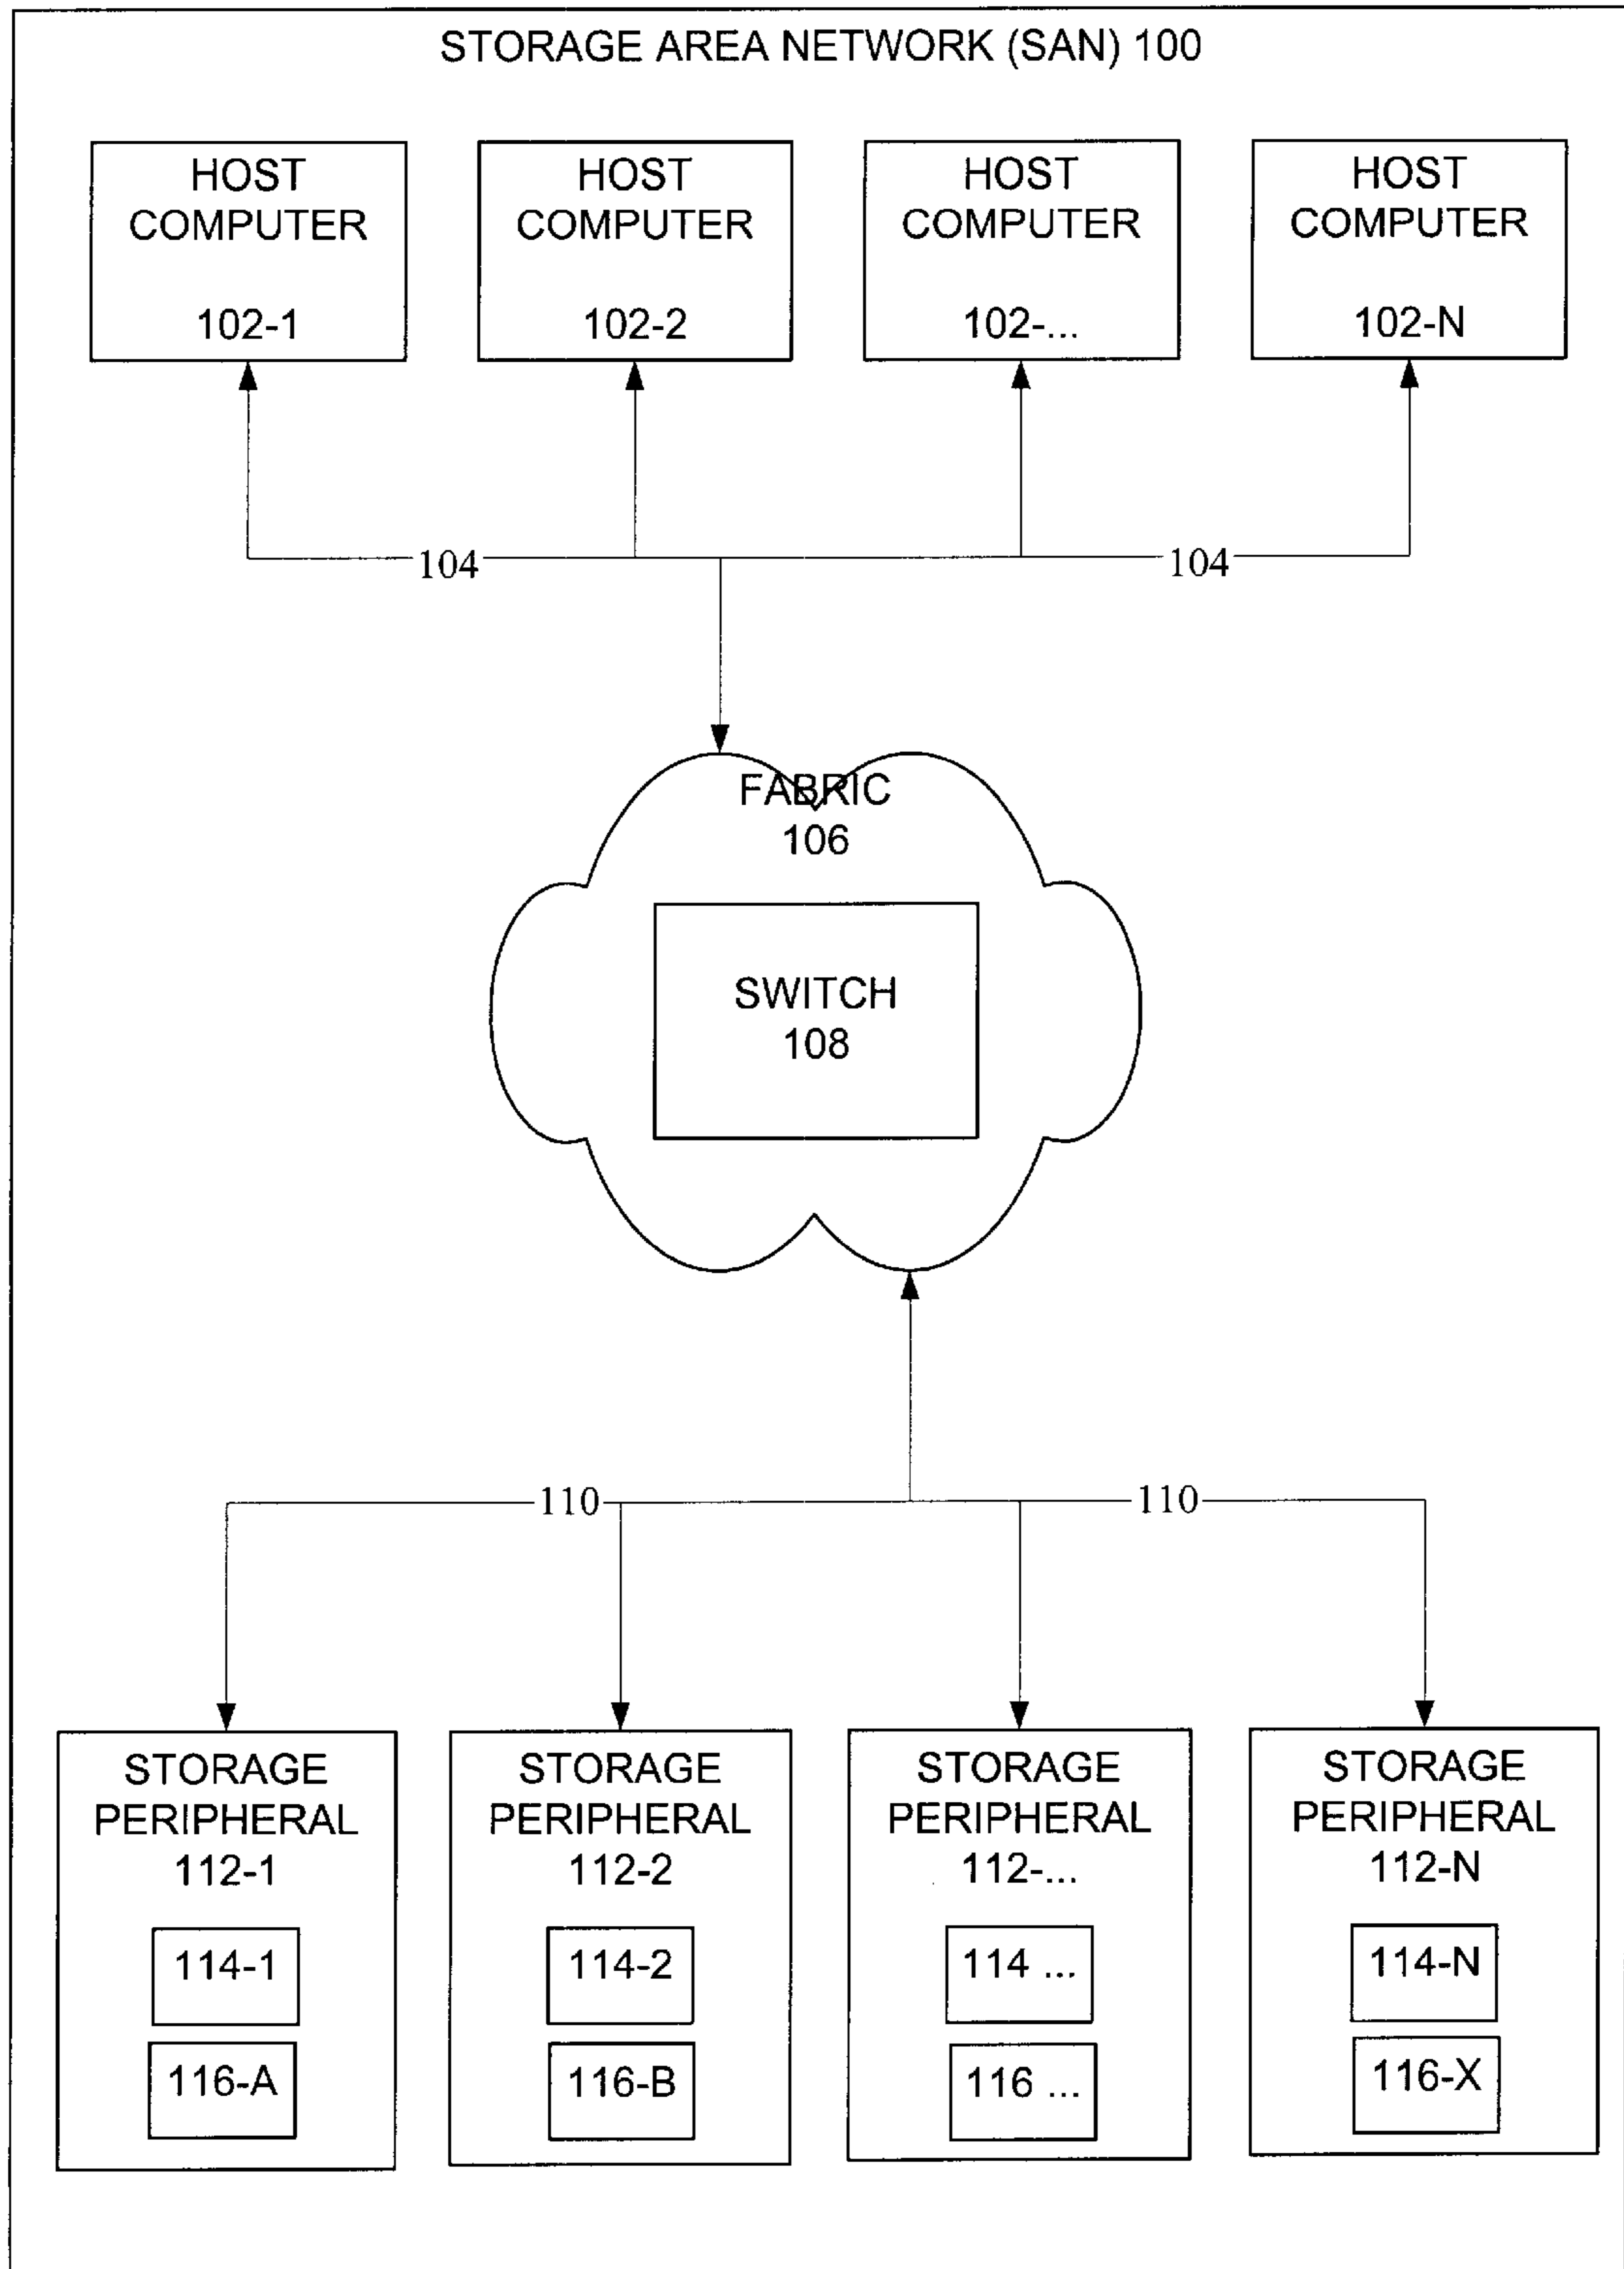 STORAGE AREA NETWORK (SAN) 100
HOST
COMPUTER
102-1
HOST
COMPUTER
102-2
HOST
COMPUTER
102-...
HOST
COMPUTER
102-N
104
104
FABRIC
106
SWITCH
108
110
110
STORAGE
PERIPHERAL
112-1
114-1
116-A
STORAGE
PERIPHERAL
112-2
114-2
116-B
STORAGE
PERIPHERAL
112-...
114 ...
116 ...
STORAGE
PERIPHERAL
112-N
114-N
116-X